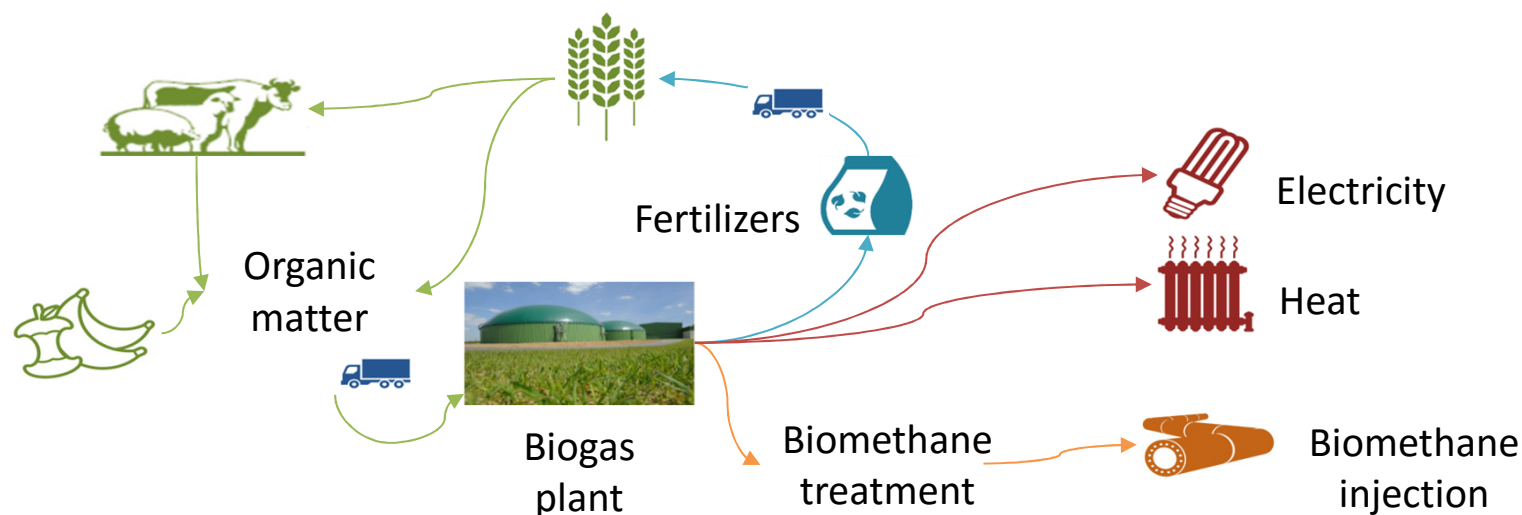 Fertilizers
Electricity
Organic
matter
Heat
Biogas
plant
Biomethane
treatment
Biomethane
injection